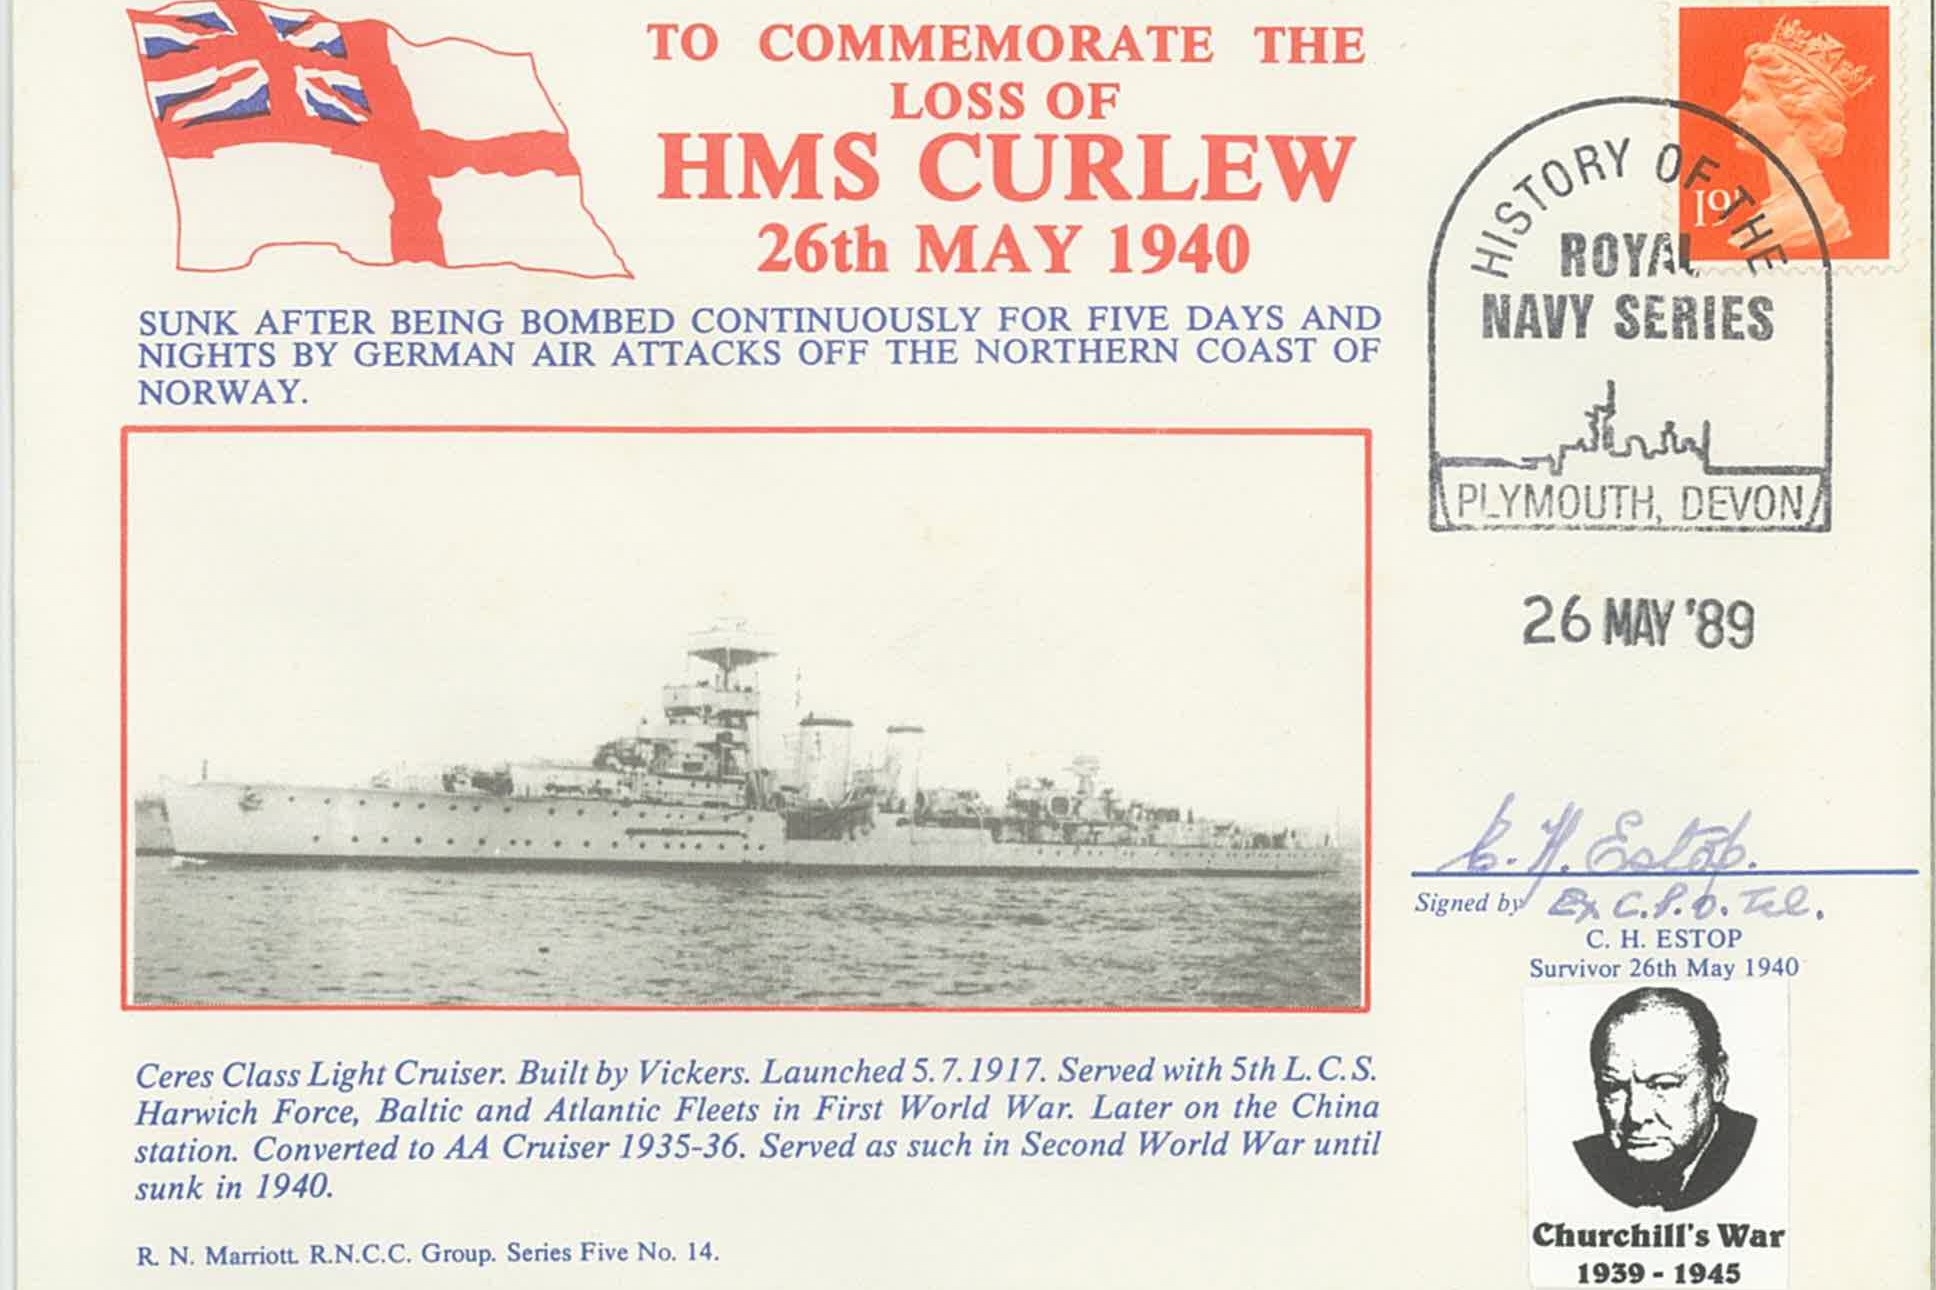 TO COMMEMORATE THE
LOSS OF
HMS CURLEW
26th MAY 1940
SUNK AFTER BEING BOMBED CONTINUOUSLY FOR FIVE DAYS AND
NIGHTS BY GERMAN AIR ATTACKS OFF THE NORTHERN COAST OF
NORWAY.
19
HISTORY OF THE
ROYAL
NAVY SERIES
PLYMOUTH, DEVON
26 MAY '89
C. H. Estop.
Signed by Ex C.P.O. Tel.
C. H. ESTOP
Survivor 26th May 1940
Ceres Class Light Cruiser. Built by Vickers. Launched 5.7.1917. Served with 5th L.C.S.
Harwich Force, Baltic and Atlantic Fleets in First World War. Later on the China
station. Converted to AA Cruiser 1935-36. Served as such in Second World War until
sunk in 1940.
R. N. Marriott. R.N.C.C. Group. Series Five No. 14.
Churchill's War
1939 - 1945